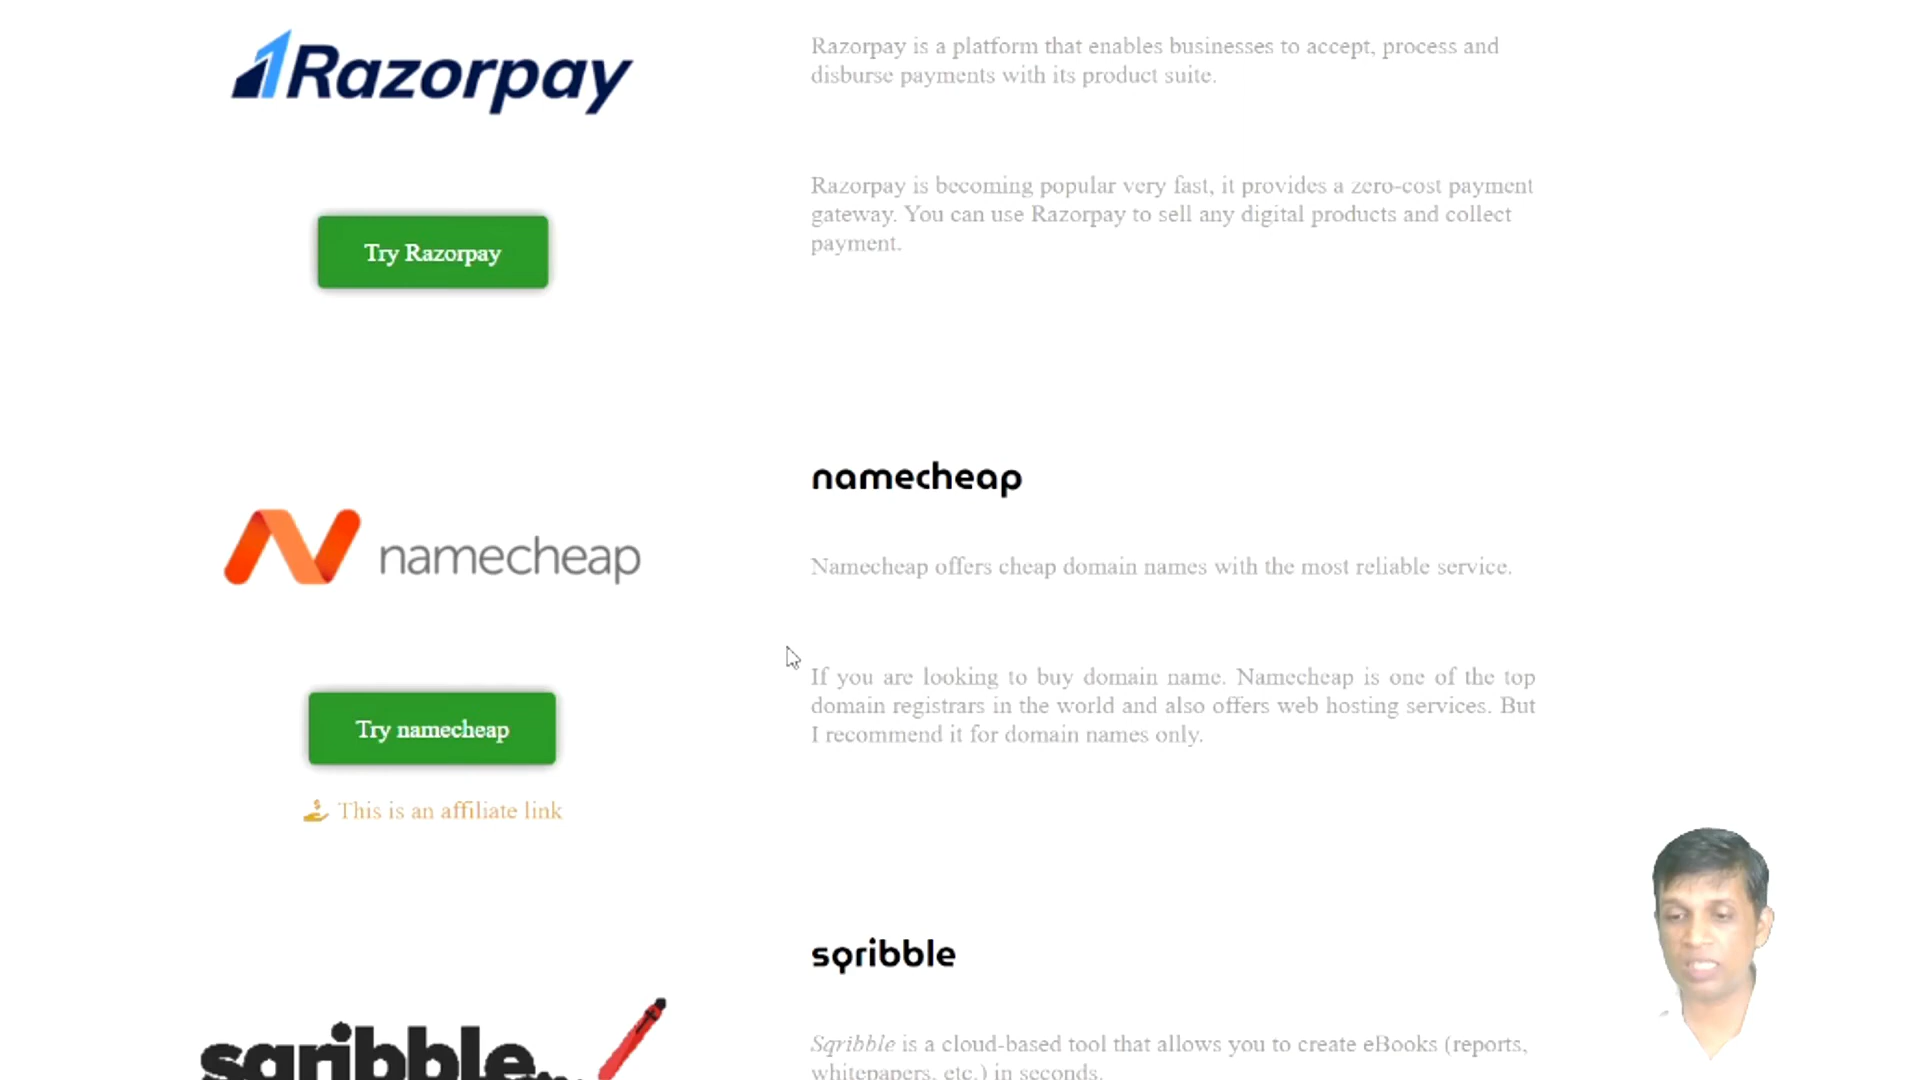 Razorpay
Razorpay is a platform that enables businesses to accept, process and
disburse payments with its product suite.
Razorpay is becoming popular very fast, it provides a zero-cost payment
gateway. You can use Razorpay to sell any digital products and collect
payment.
Try Razorpay
namecheap
namecheap
Namecheap offers cheap domain names with the most reliable service.
If you are looking to buy domain name. Namecheap is one of the top
domain registrars in the world and also offers web hosting services. But
I recommend it for domain names only.
Try namecheap
This is an affiliate link
sqribble
sqribble
Sqribble is a cloud-based tool that allows you to create eBooks (reports,
whitepapers, etc.) in seconds.